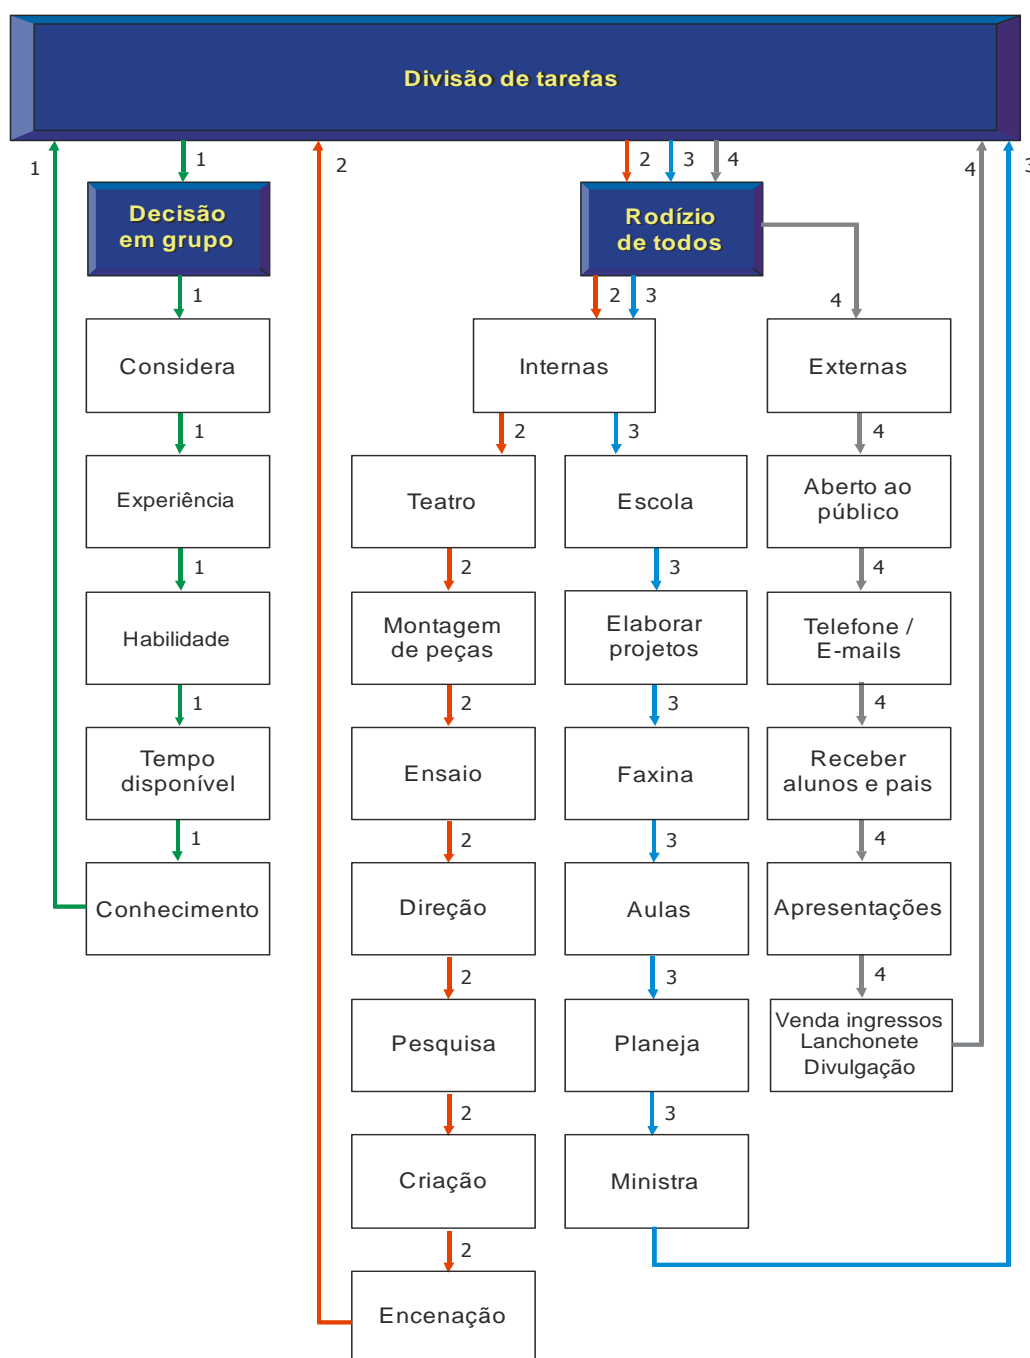 Divisão de tarefas
1
1
2
2
3
4
4
3
Decisão
em grupo
Rodízio
de todos
1
2
3
4
Considera
Internas
Externas
1
2
3
4
Experiência
Teatro
Escola
Aberto ao
público
1
2
3
4
Habilidade
Montagem
de peças
Elaborar
projetos
Telefone /
E-mails
1
2
3
4
Tempo
disponível
Ensaio
Faxina
Receber
alunos e pais
1
2
3
4
Conhecimento
Direção
Aulas
Apresentações
2
3
4
Pesquisa
Planeja
Venda ingressos
Lanchonete
Divulgação
2
3
Criação
Ministra
2
Encenação